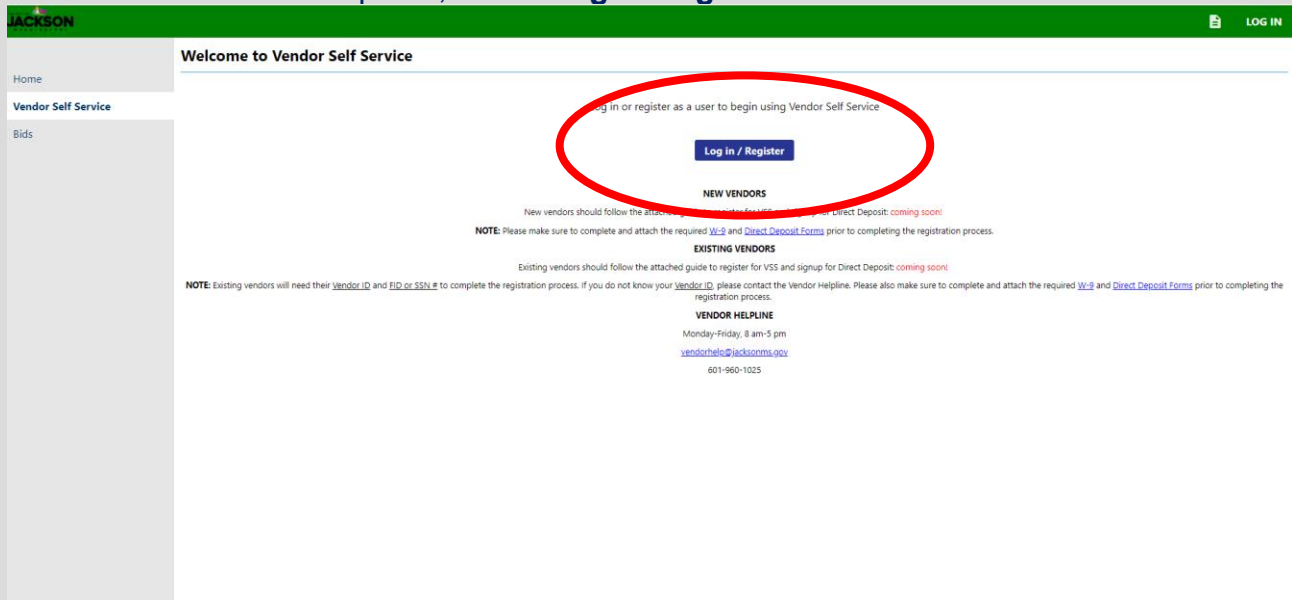 JACKSON
LOG IN
Welcome to Vendor Self Service
Home
Vendor Self Service
Bids
in or register as a user to begin using Vendor Self Service
Log in / Register
NEW VENDORS
New vendors should follow the for Direct Deposit: coming soon!
NOTE: Please make sure to complete and attach the required W-9 and Direct Deposit Forms prior to completing the registration process.
EXISTING VENDORS
Existing vendors should follow the attached guide to register for VSS and signup for Direct Deposit: coming soon!
NOTE: Existing vendors will need their Vendor ID and FID or SSN # to complete the registration process. If you do not know your Vendor ID, please contact the Vendor Helpline. Please also make sure to complete and attach the required W-9 and Direct Deposit Forms prior to completing the
registration process.
VENDOR HELPLINE
Monday-Friday, 8 am-5 pm
vendorhelp@jacksonms.gov
601-960-1025